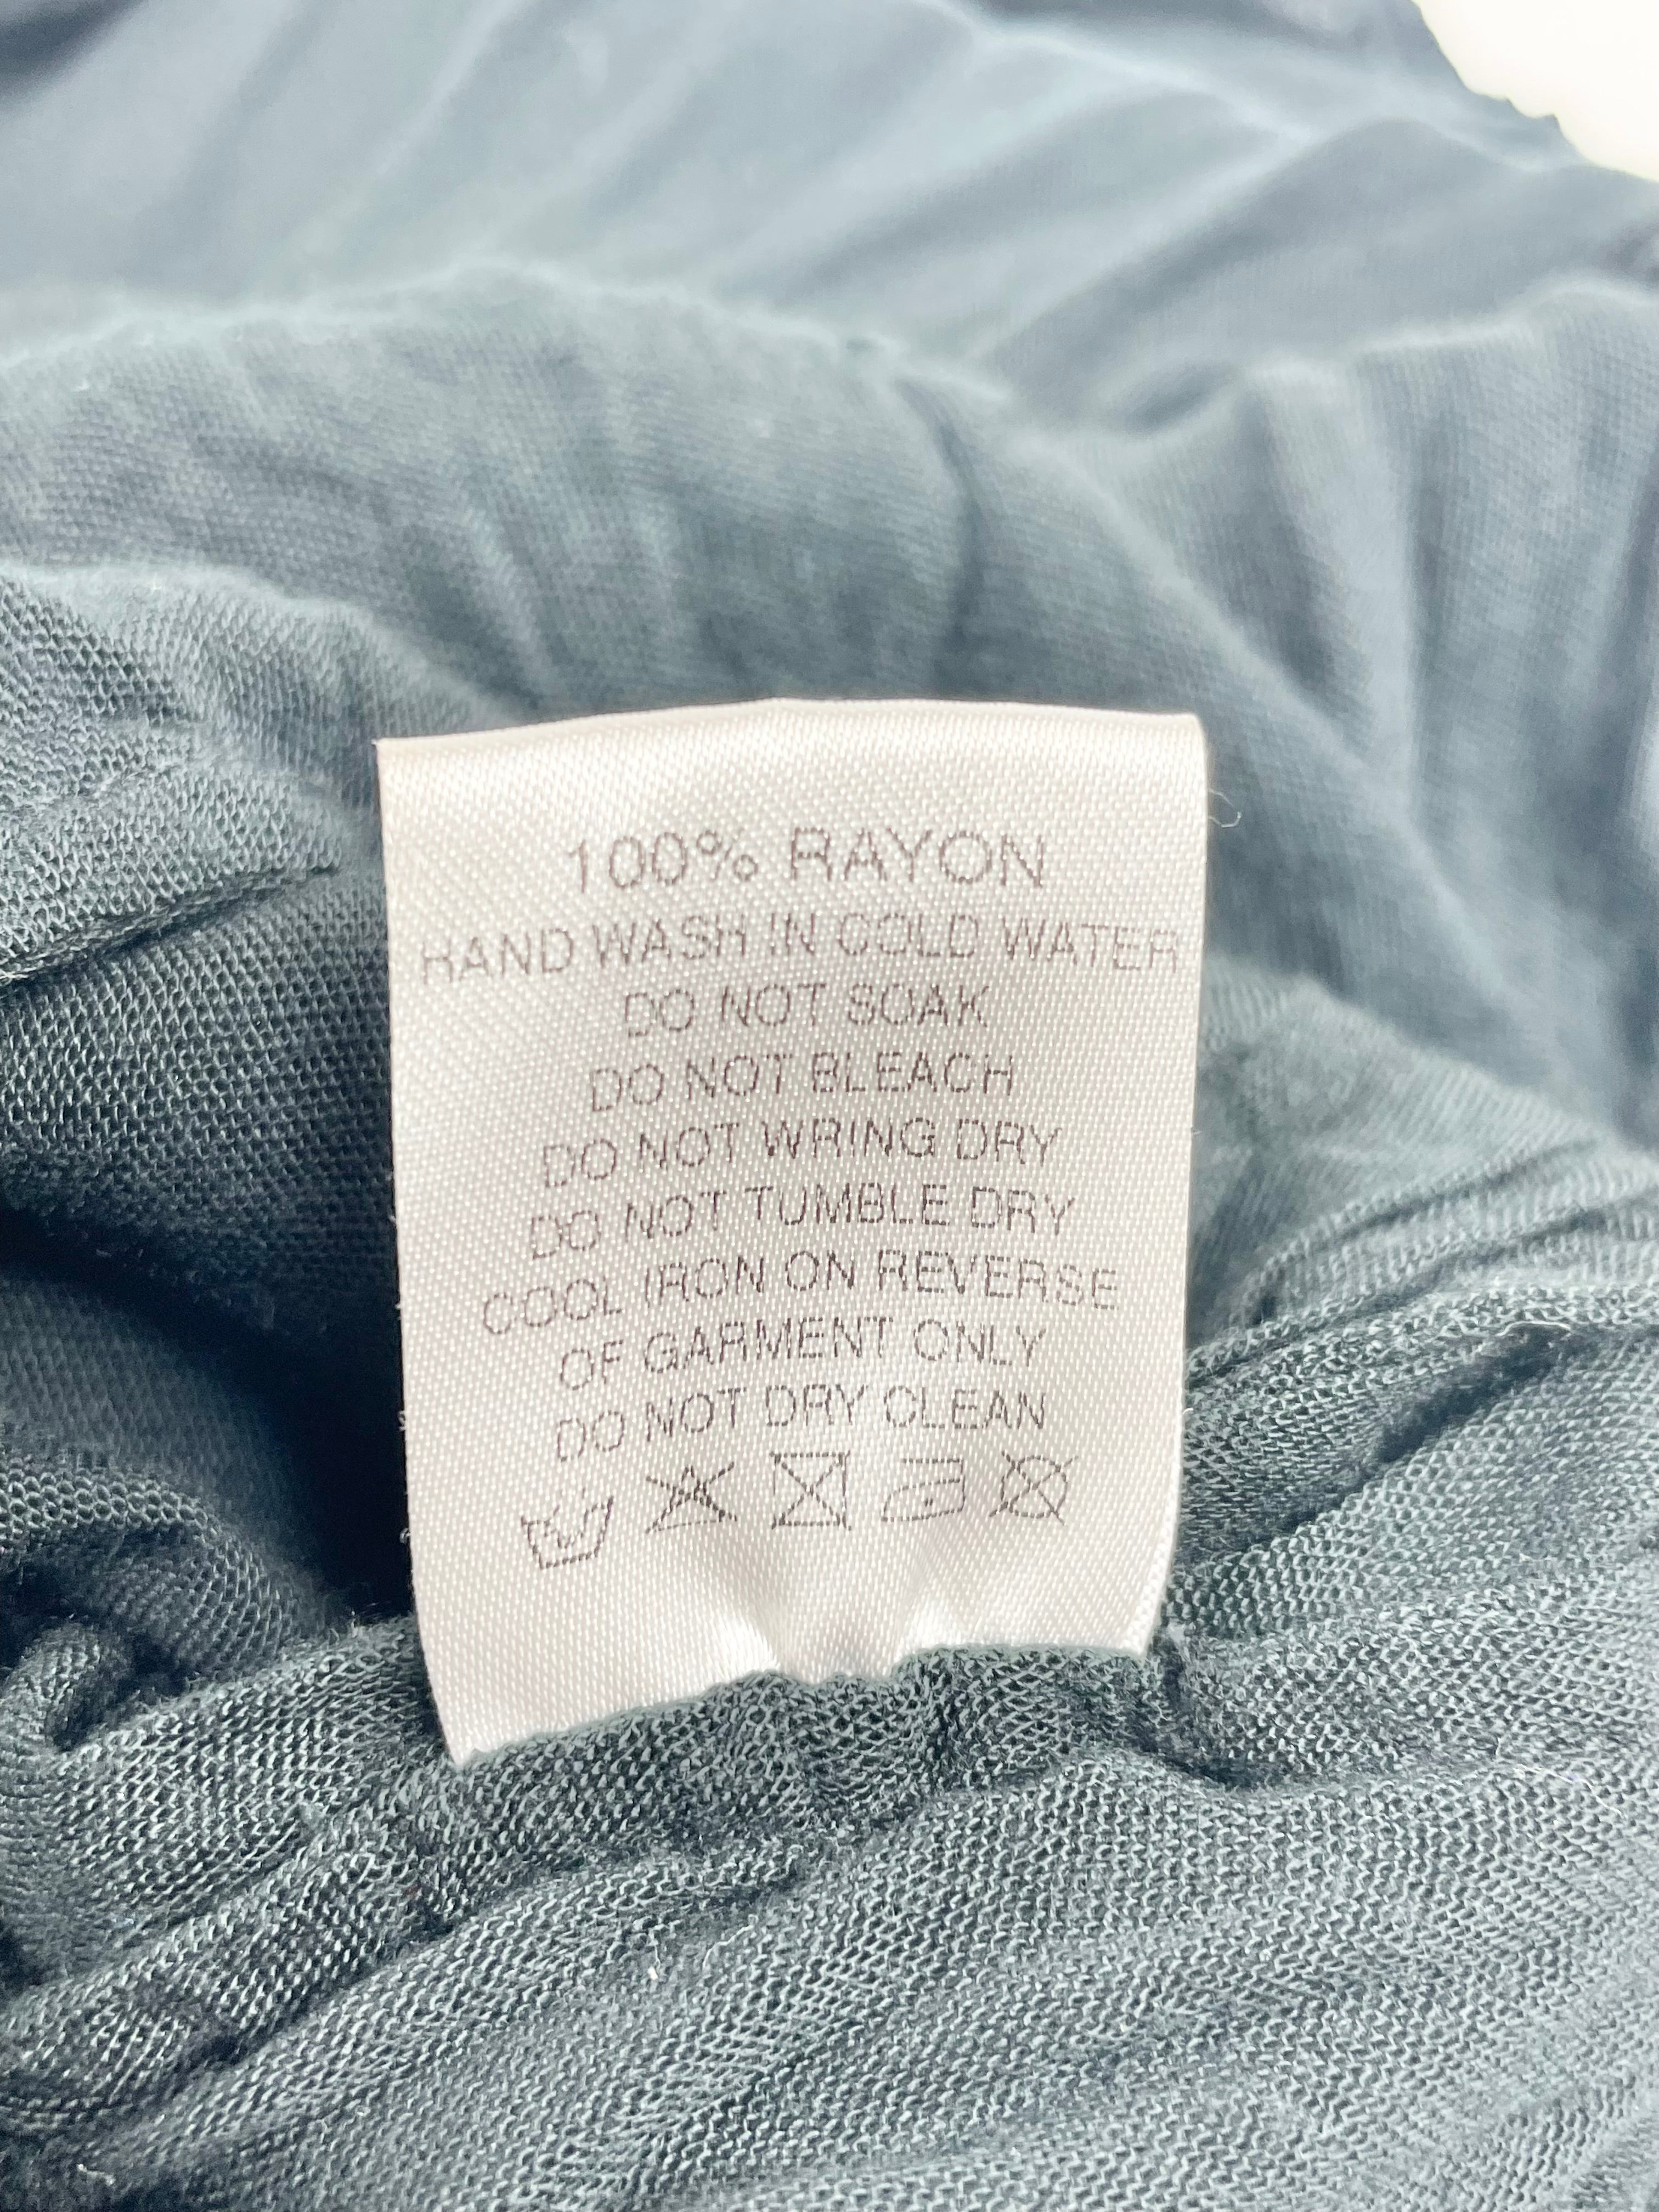 100% RAYON
HAND WASH IN COLD WATER
DO NOT SOAK
DO NOT BLEACH
DO NOT WRING DRY
DO NOT TUMBLE DRY
COOL IRON ON REVERSE
OF GARMENT ONLY
DO NOT DRY CLEAN